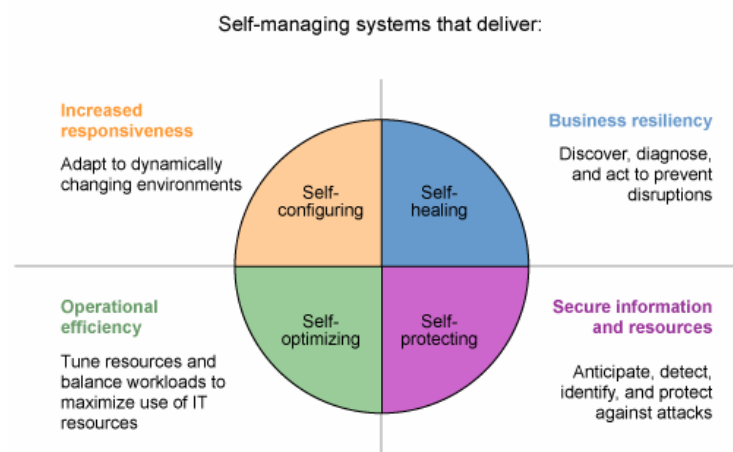 Self-managing systems that deliver:
Increased
responsiveness
Adapt to dynamically
changing environments
Business resiliency
Discover, diagnose,
and act to prevent
disruptions
Self-
configuring
Self-
healing
Self-
optimizing
Self-
protecting
Operational
efficiency
Tune resources and
balance workloads to
maximize use of IT
resources
Secure information
and resources
Anticipate, detect,
identify, and protect
against attacks